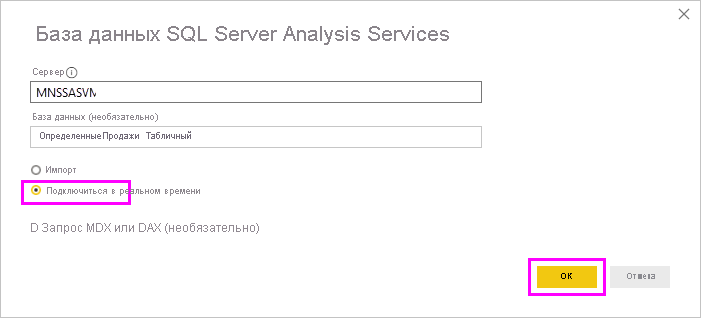 База данных SQL Server Analysis Services
Сервер
MNSSASVM
База данных (необязательно)
ОпределенныеПродажи Табличный
Импорт
Подключиться в реальном времени
D Запрос MDX или DAX (необязательно)
ОК Отмена